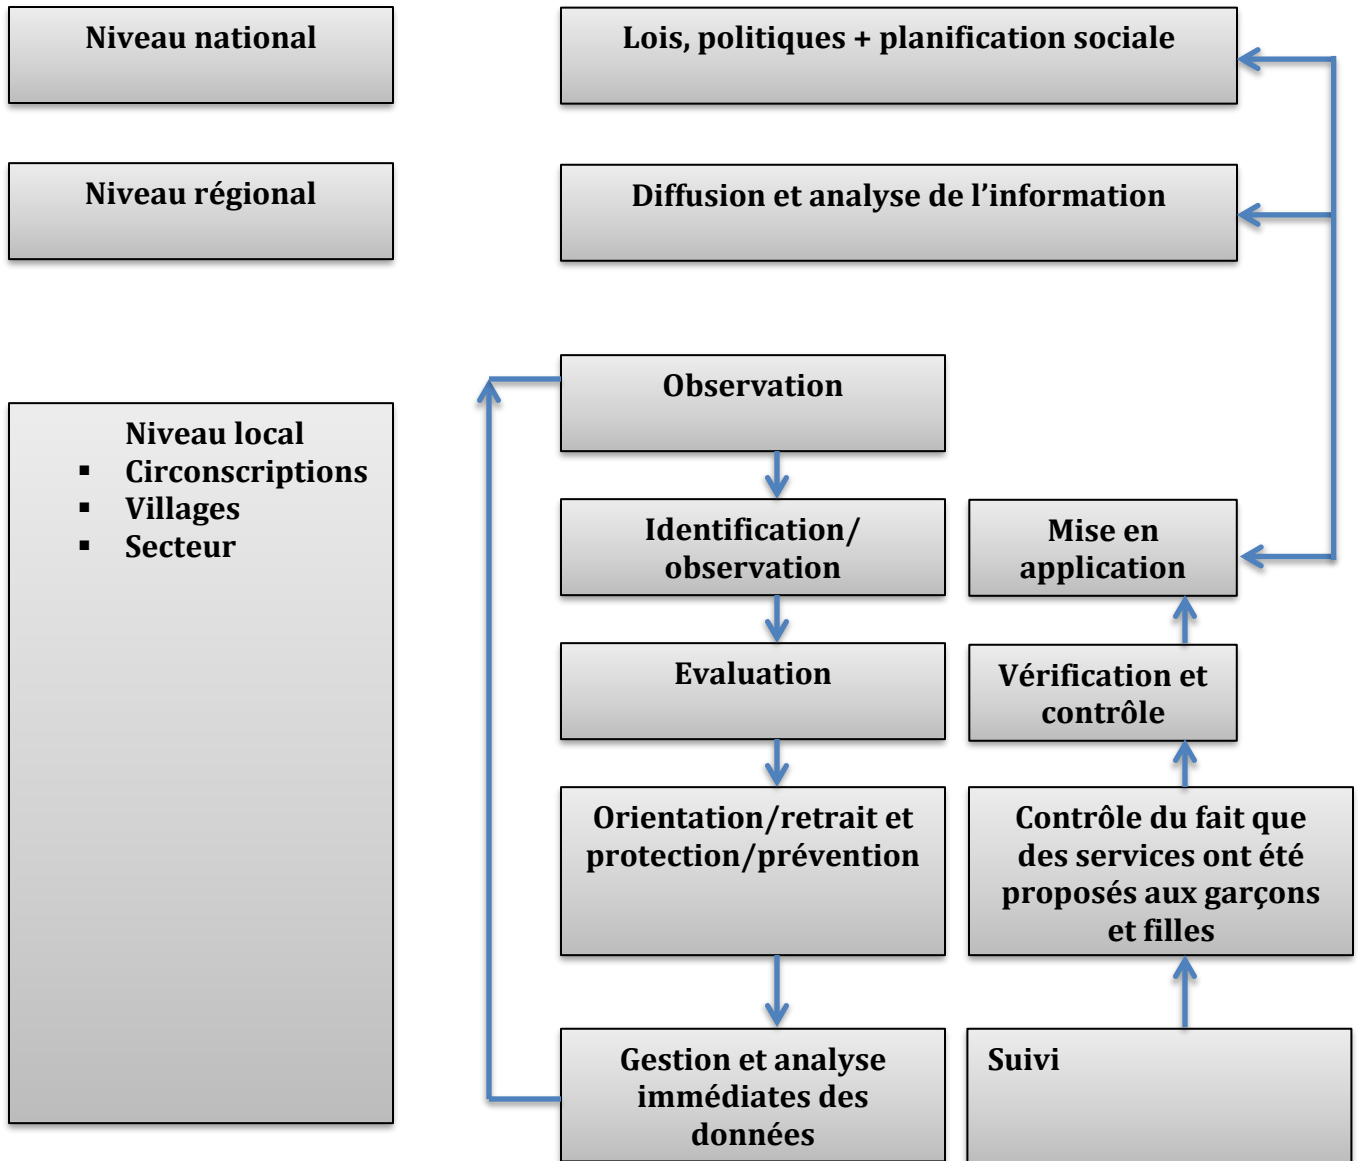 Niveau national
Lois, politiques + planification sociale
Niveau régional
Diffusion et analyse de l’information
Niveau local
▪ Circonscriptions
▪ Villages
▪ Secteur
Observation
Identification/
observation
Evaluation
Orientation/retrait et
protection/prévention
Gestion et analyse
immédiates des
données
Mise en
application
Vérification et
contrôle
Contrôle du fait que
des services ont été
proposés aux garçons
et filles
Suivi